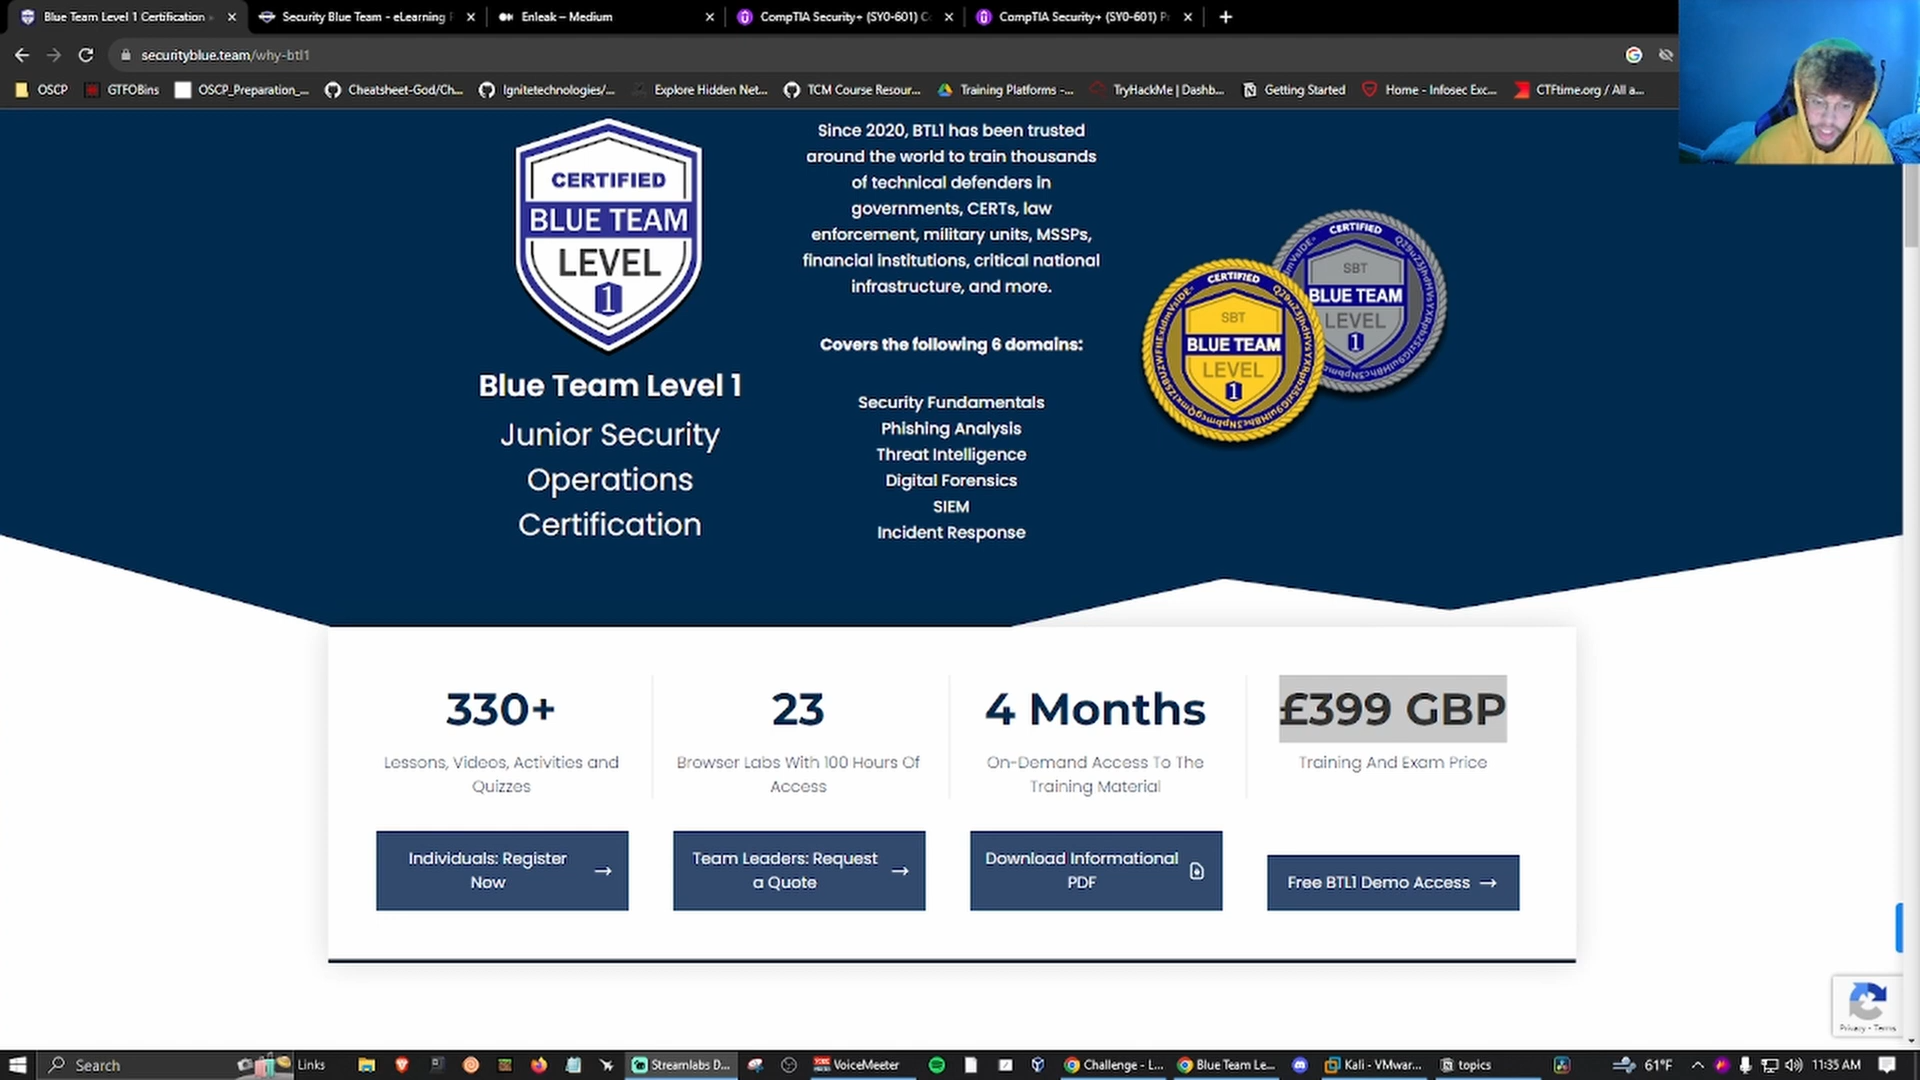 Blue Team Level 1 Certification
Security Blue Team - eLearning
Enleak – Medium
CompTIA Security+ (SY0-601) C
CompTIA Security+ (SY0-601) Pr
securityblue.team/why-btl1
OSCP
GTFOBins
OSCP_Preparation_...
Cheatsheet-God/Ch...
Ignitetechnologies/...
Explore Hidden Net...
TCM Course Resour...
Training Platforms -...
TryHackMe | Dashb...
Getting Started
Home - Infosec Exc...
CTFtime.org / All a...
CERTIFIED
BLUE TEAM
LEVEL
1
Blue Team Level 1
Junior Security
Operations
Certification
Since 2020, BTL1 has been trusted
around the world to train thousands
of technical defenders in
governments, CERTs, law
enforcement, military units, MSSPs,
financial institutions, critical national
infrastructure, and more.
Covers the following 6 domains:
Security Fundamentals
Phishing Analysis
Threat Intelligence
Digital Forensics
SIEM
Incident Response
CERTIFIED
SBT
BLUE TEAM
LEVEL
1
CERTIFIED
SBT
BLUE TEAM
LEVEL
1
330+
Lessons, Videos, Activities and
Quizzes
23
Browser Labs With 100 Hours Of
Access
4 Months
On-Demand Access To The
Training Material
£399 GBP
Training And Exam Price
Individuals: Register
Now
Team Leaders: Request
a Quote
Download Informational
PDF
Free BTL1 Demo Access
Privacy - Terms
Search
Links
Streamlabs D...
VoiceMeeter
Challenge - L...
Blue Team Le...
Kali - VMwar...
topics
61°F
11:35 AM